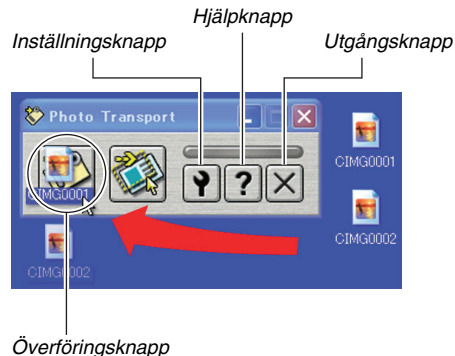 Hjälpknapp
Inställningsknapp
Utgångsknapp
Photo Transport
CIMG0001
CIMG0001
CIMG0002
CIMG0002
Överföringsknapp